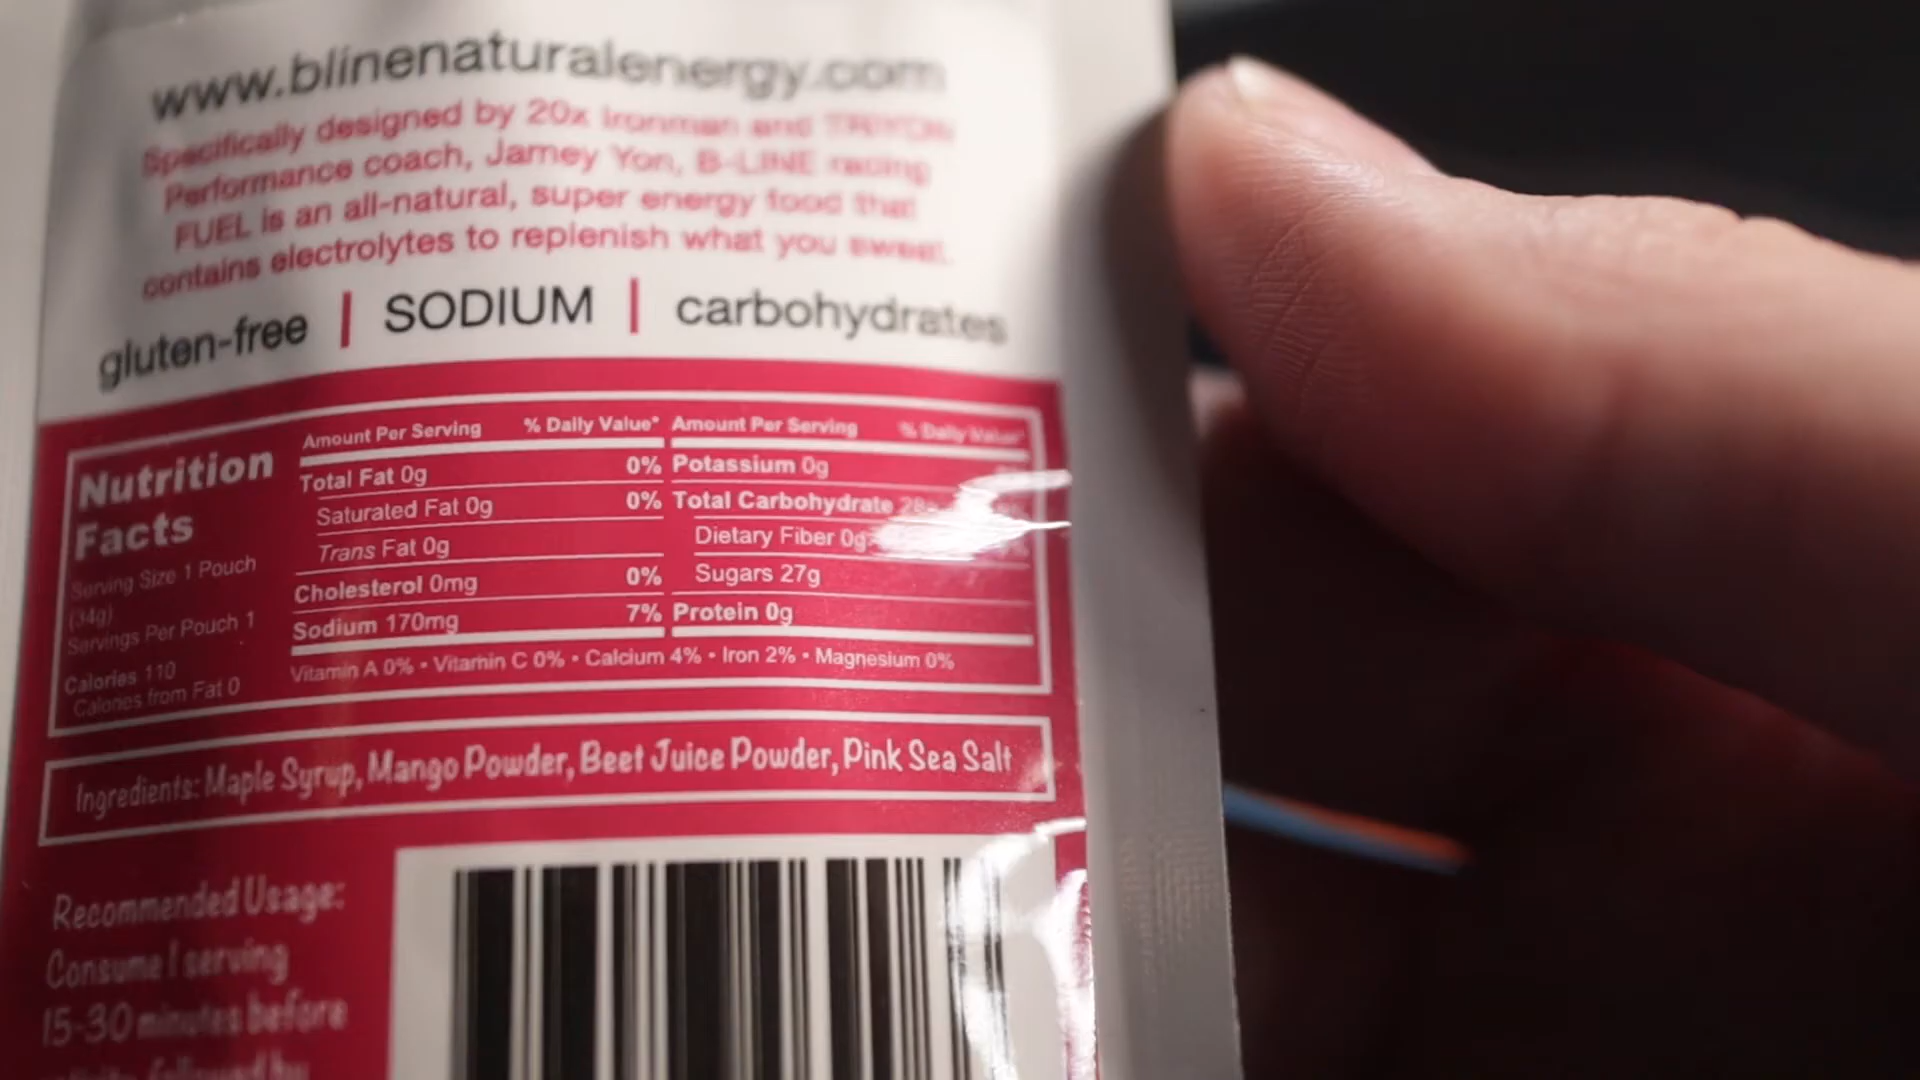 www.blinenaturalenergy.com
Specifically designed by 20x Ironman and
Performance coach, Jamey Yon, B-LINE racing
FUEL is an all-natural, super energy food that
contains electrolytes to replenish what you sweat.
gluten-free | SODIUM | carbohydrates
Nutrition
Facts
Serving Size 1 Pouch
(34g)
Servings Per Pouch 1
Calories 110
Calories from Fat 0
Amount Per Serving % Daily Value*
Total Fat 0g 0%
Saturated Fat 0g 0%
Trans Fat 0g
Cholesterol 0mg 0%
Sodium 170mg 7%
Amount Per Serving % Daily Value*
Potassium 0g
Total Carbohydrate
Dietary Fiber 0g
Sugars 27g
Protein 0g
Vitamin A 0% • Vitamin C 0% • Calcium 4% • Iron 2% • Magnesium 0%
Ingredients: Maple Syrup, Mango Powder, Beet Juice Powder, Pink Sea Salt
Recommended Usage:
Consume 1 serving
15-30 minutes before
followed by